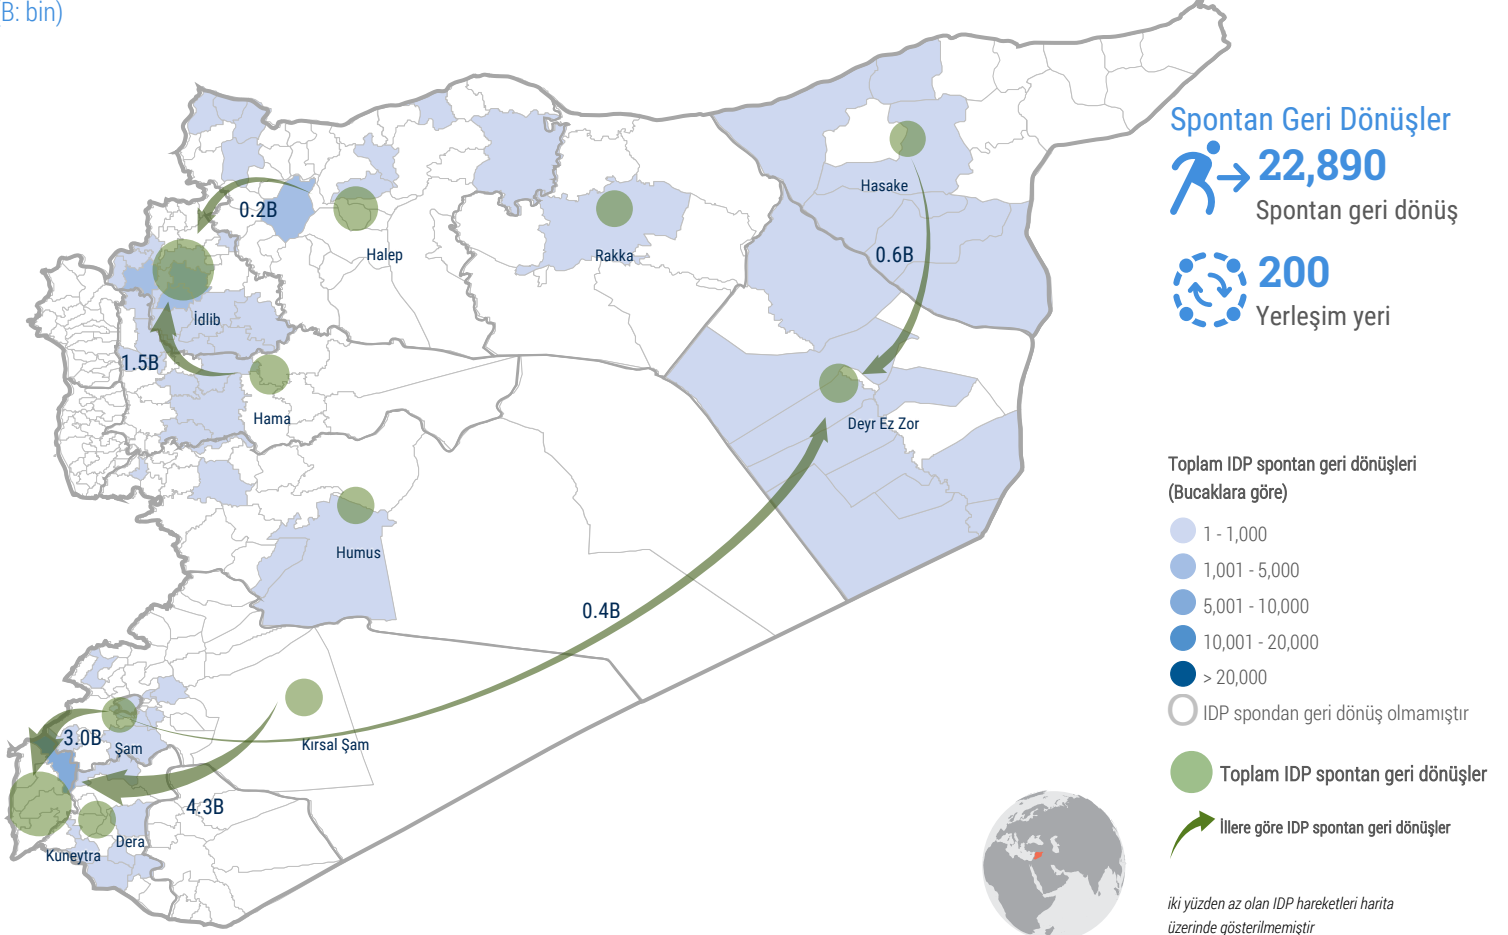 B: bin)
Spontan Geri Dönüşler
22,890
Spontan geri dönüş
200
Yerleşim yeri
Hasake
0.2B
Halep
Rakka
0.6B
İdlib
1.5B
Hama
Deyr Ez Zor
Humus
0.4B
3.0B
Şam
Kırsal Şam
4.3B
Dera
Kuneytra
Toplam IDP spontan geri dönüşleri
(Bucaklara göre)
1 - 1,000
1,001 - 5,000
5,001 - 10,000
10,001 - 20,000
> 20,000
IDP spondan geri dönüş olmamıştır
Toplam IDP spontan geri dönüşler
İllere göre IDP spontan geri dönüşler
iki yüzden az olan IDP hareketleri harita
üzerinde gösterilmemiştir